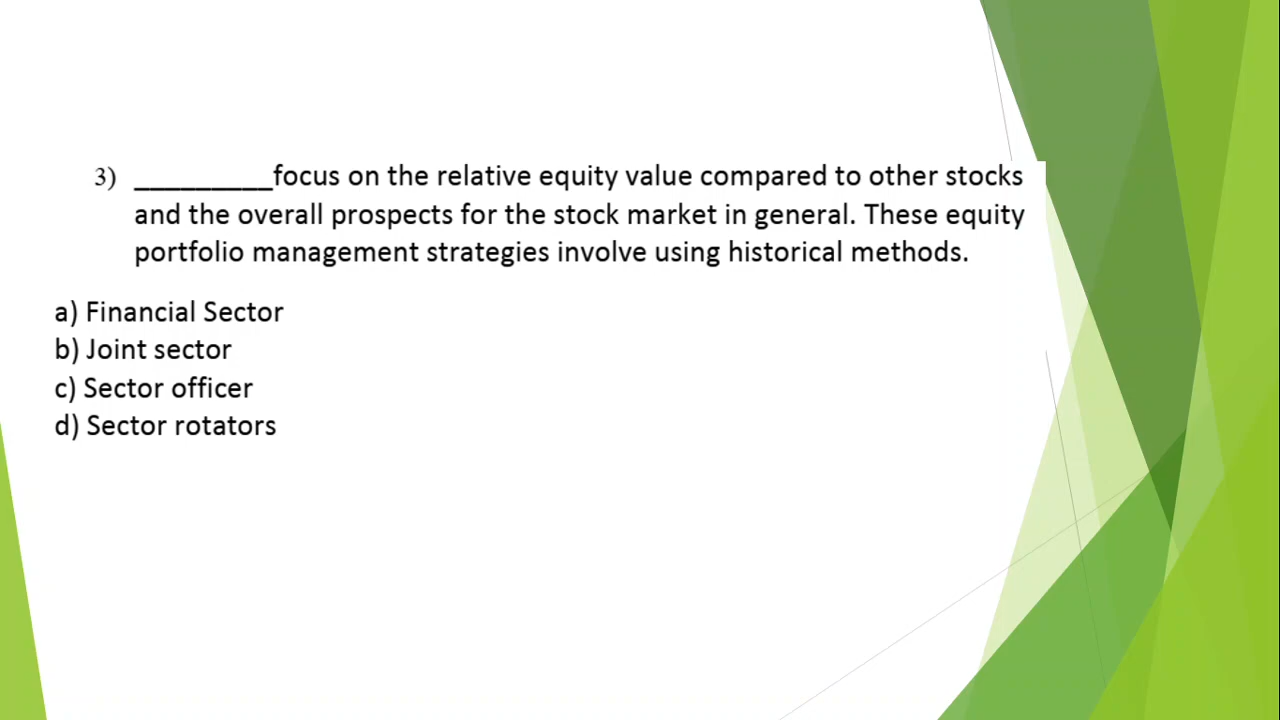 3) _________focus on the relative equity value compared to other stocks
and the overall prospects for the stock market in general. These equity
portfolio management strategies involve using historical methods.
a) Financial Sector
b) Joint sector
c) Sector officer
d) Sector rotators